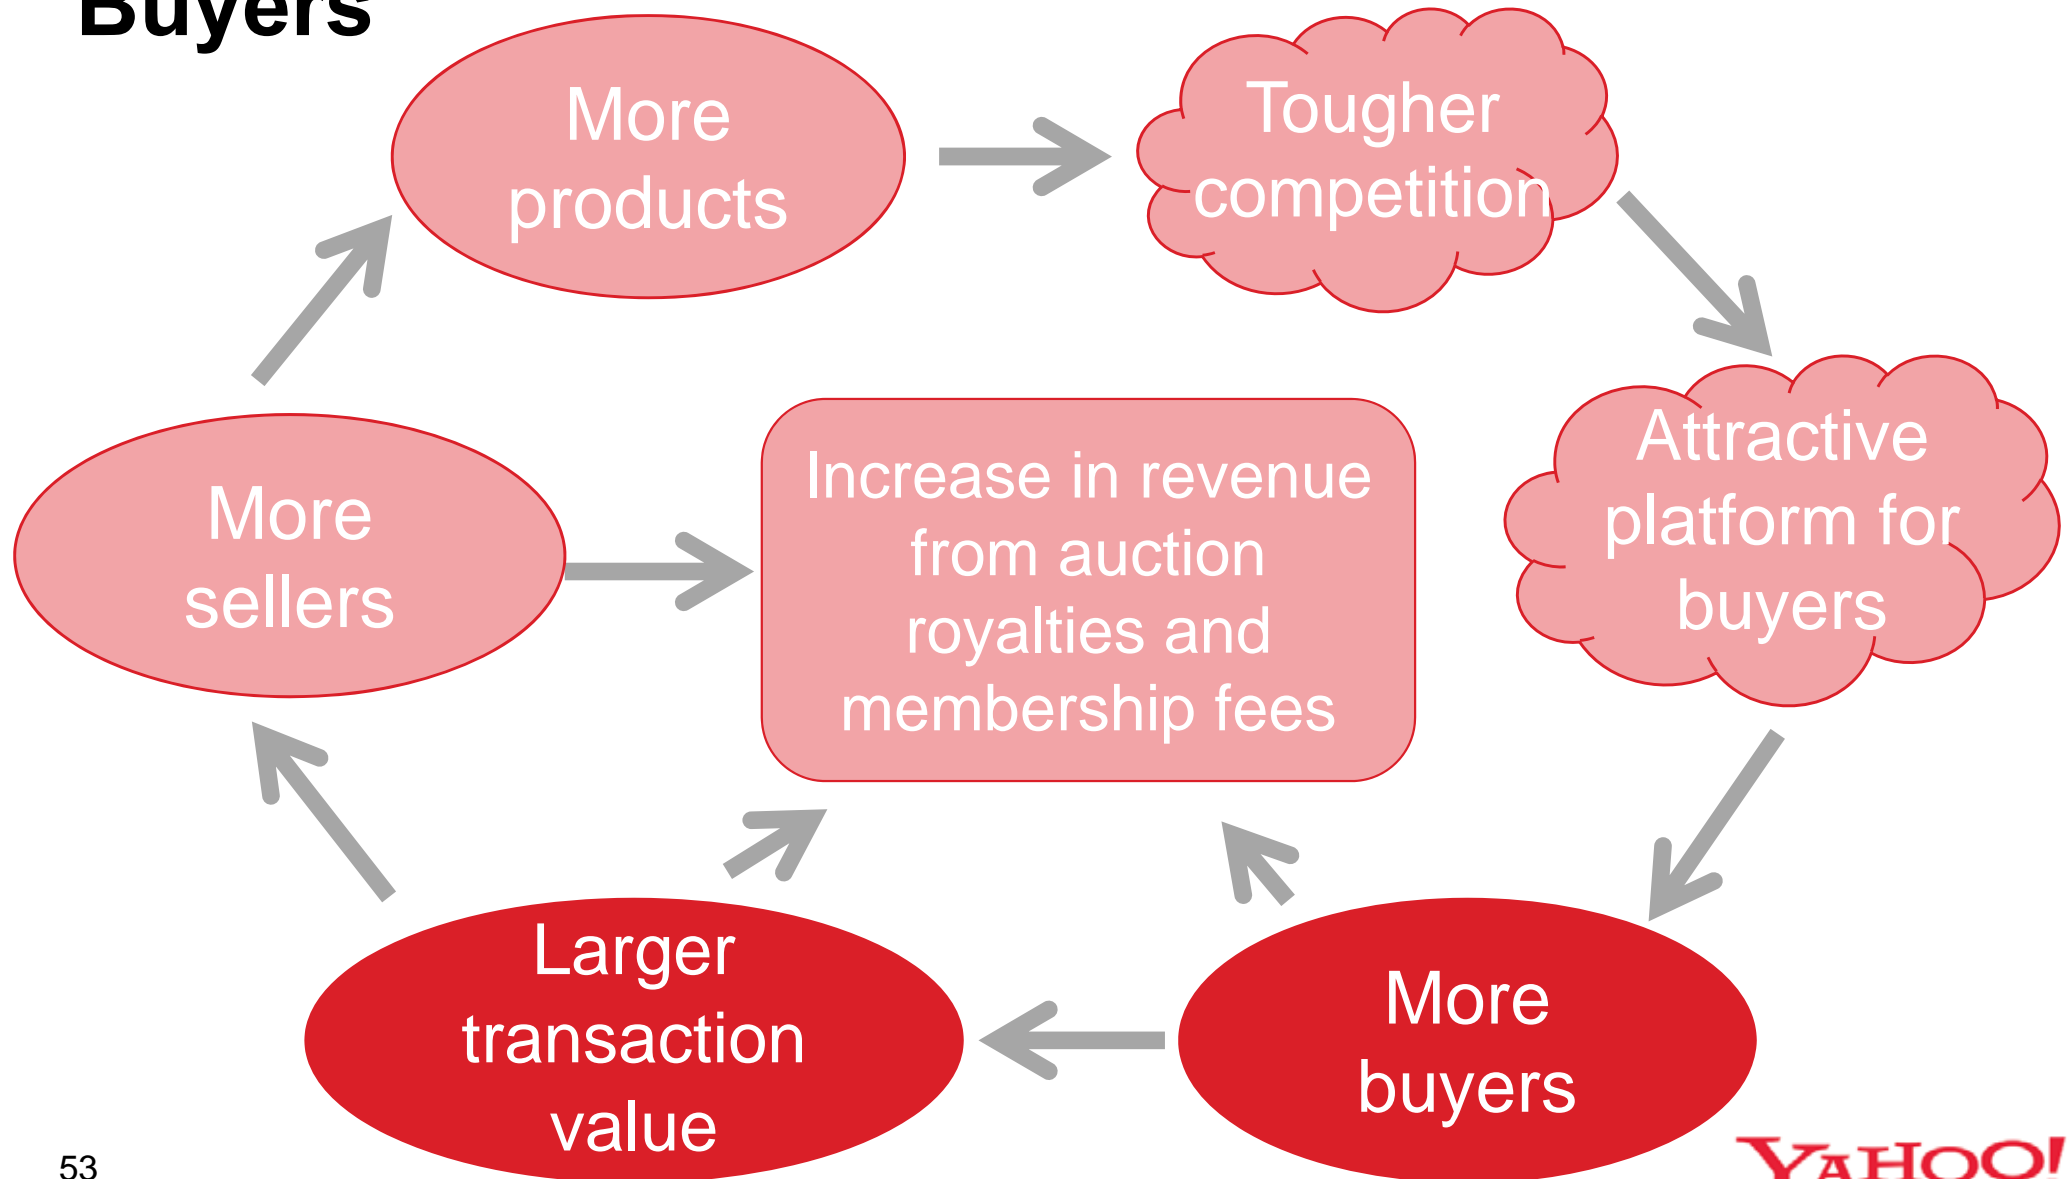 Buyers
More
products
Tougher
competition
Attractive
platform for
buyers
More
sellers
Increase in revenue
from auction
royalties and
membership fees
Larger
transaction
value
More
buyers
53
YAHOO!